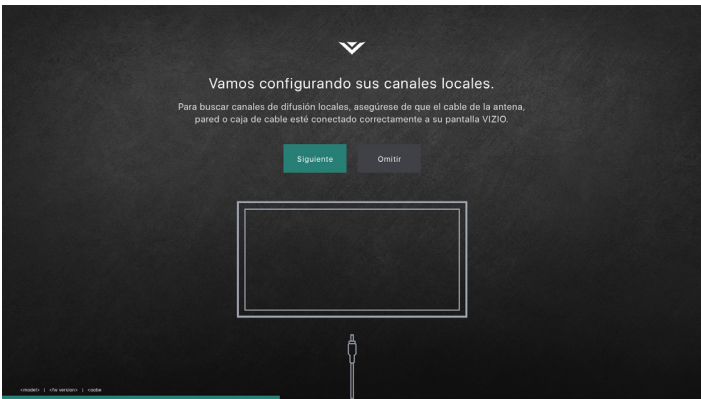 Vamos configurando sus canales locales.
Para buscar canales de difusión locales, asegúrese de que el cable de la antena,
pared o caja de cable esté conectado correctamente a su pantalla VIZIO.
Siguiente Omitir
<model> | <fw version> | <oobe